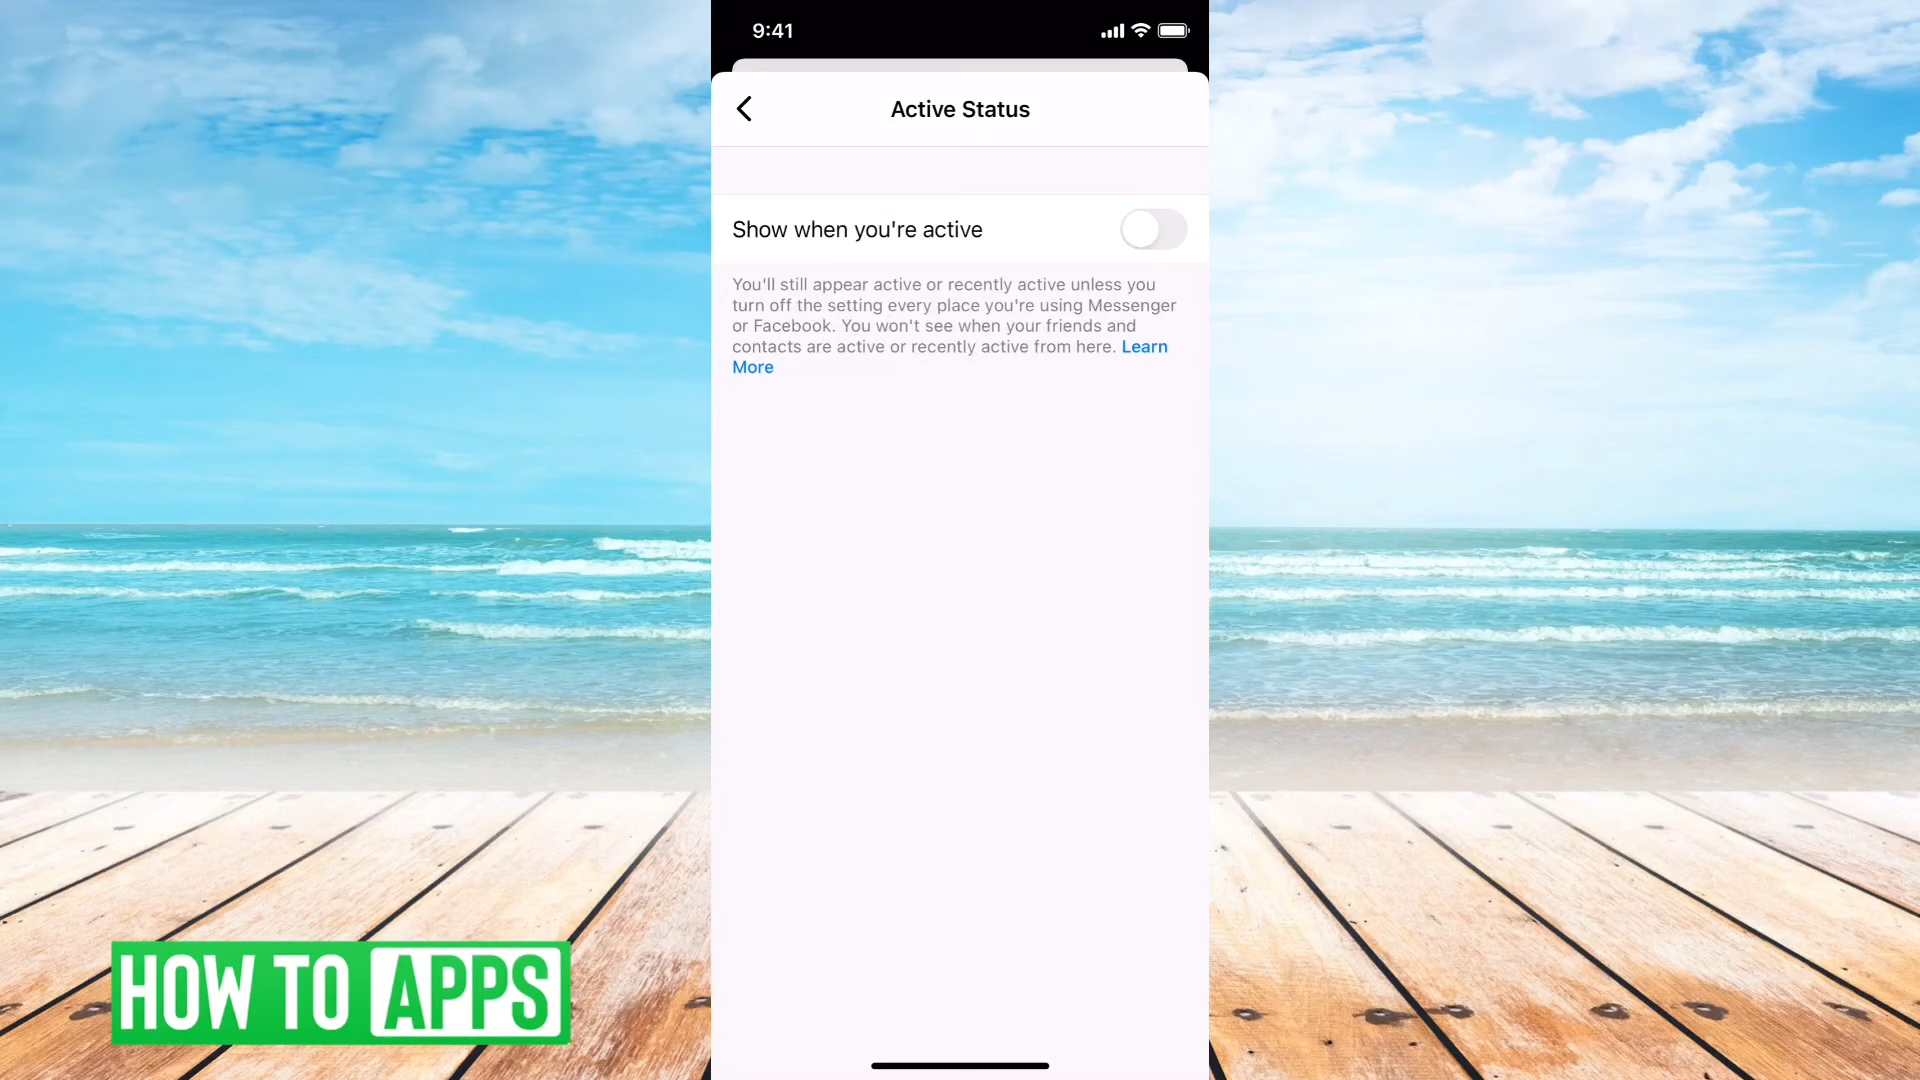 9:41
Active Status
Show when you're active
You'll still appear active or recently active unless you
turn off the setting every place you're using Messenger
or Facebook. You won't see when your friends and
contacts are active or recently active from here. Learn
More
HOW TO APPS